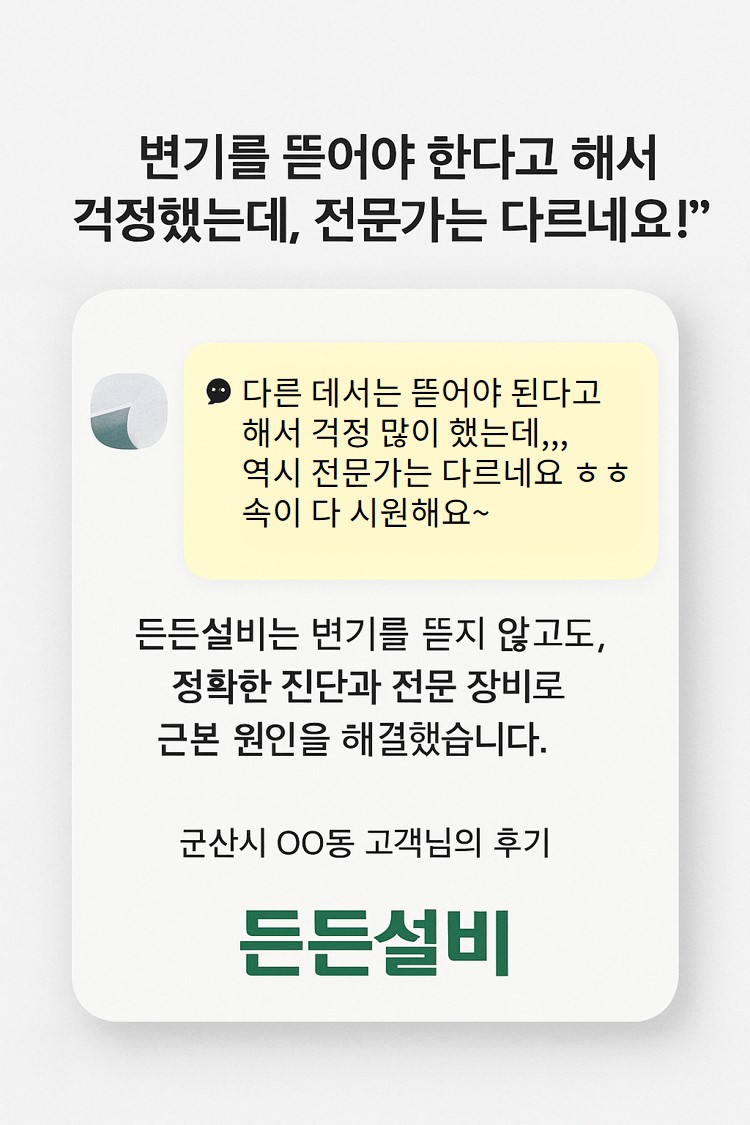 변기를 뜯어야 한다고 해서
걱정했는데, 전문가는 다르네요!”
다른 데서는 뜯어야 된다고
해서 걱정 많이 했는데,,,
역시 전문가는 다르네요 ㅎㅎ
속이 다 시원해요~
든든설비는 변기를 뜯지 않고도,
정확한 진단과 전문 장비로
근본 원인을 해결했습니다.
군산시 OO동 고객님의 후기
든든설비